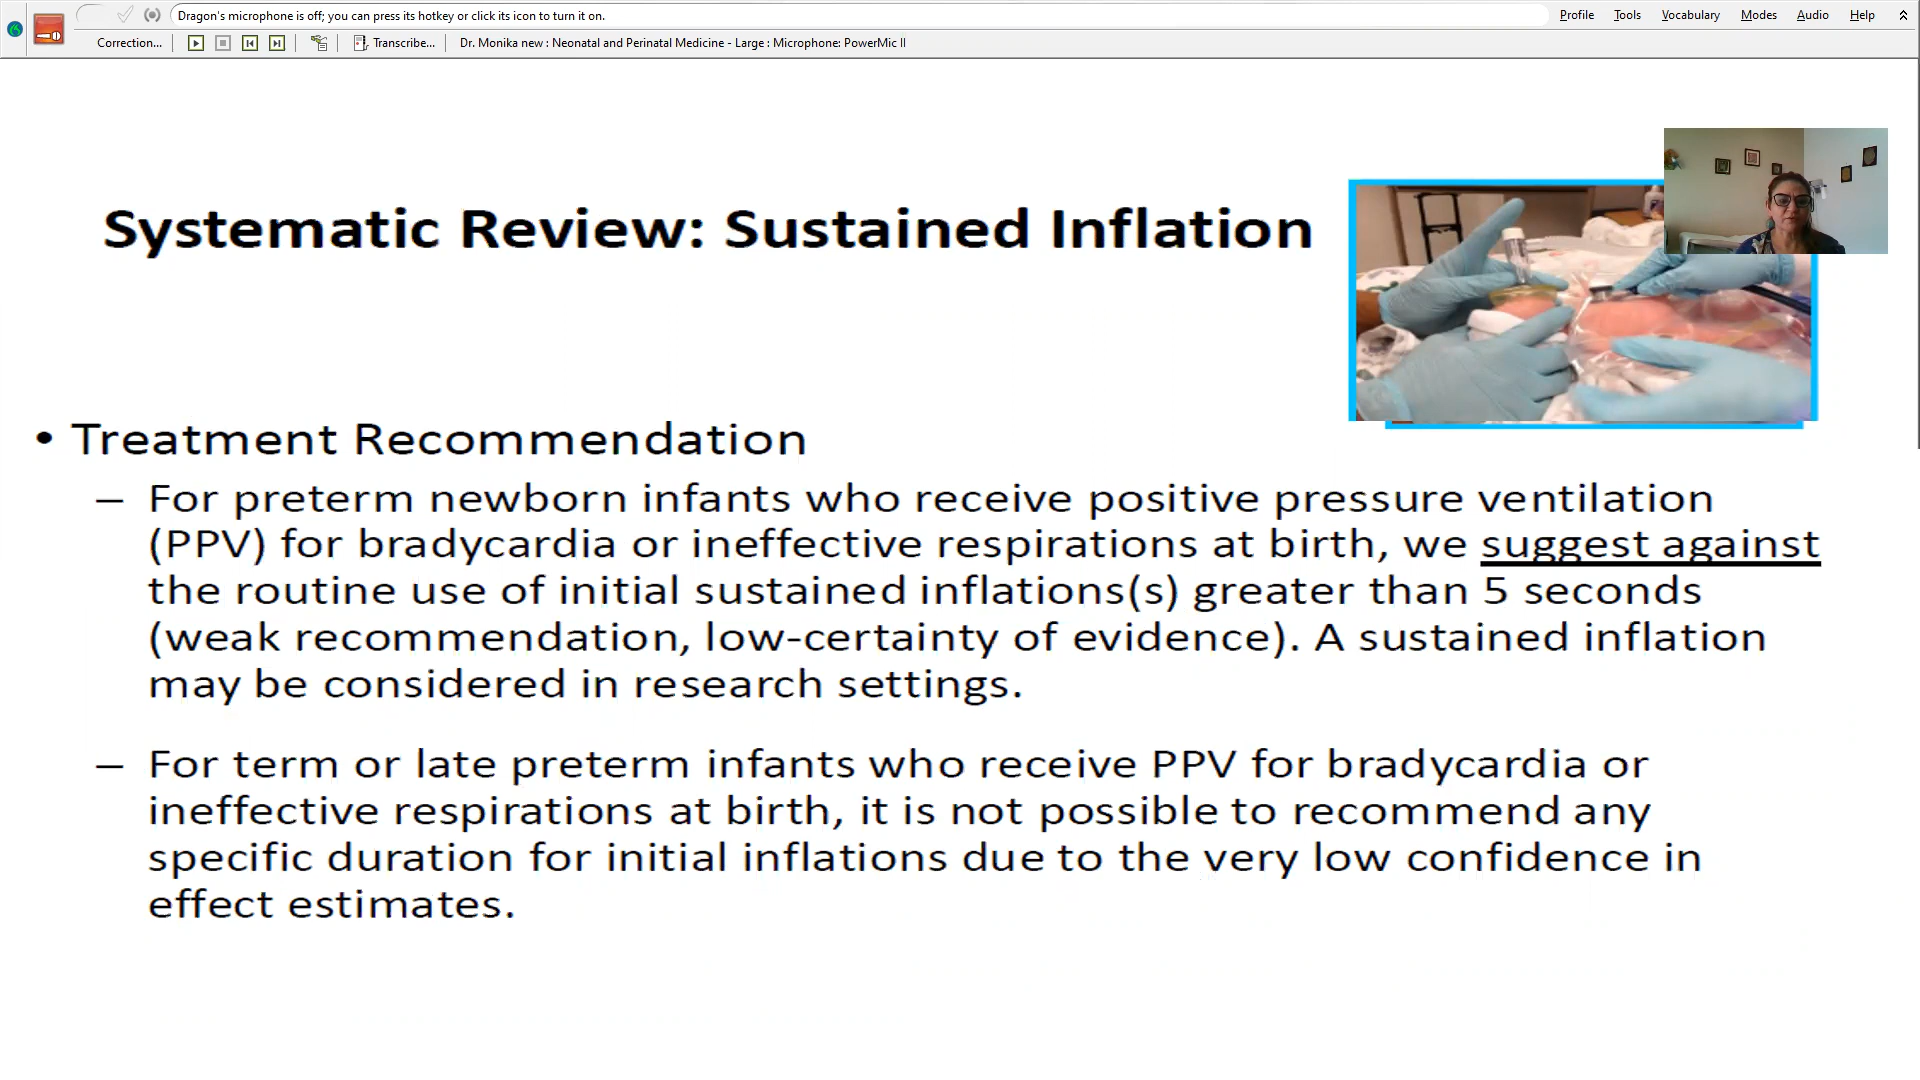 Dragon's microphone is off; you can press its hotkey or click its icon to turn it on.
Profile Tools Vocabulary Modes Audio Help
Correction... Transcribe... Dr. Monika new : Neonatal and Perinatal Medicine - Large : Microphone: PowerMic II
Systematic Review: Sustained Inflation
• Treatment Recommendation
– For preterm newborn infants who receive positive pressure ventilation
(PPV) for bradycardia or ineffective respirations at birth, we suggest against
the routine use of initial sustained inflations(s) greater than 5 seconds
(weak recommendation, low-certainty of evidence). A sustained inflation
may be considered in research settings.
– For term or late preterm infants who receive PPV for bradycardia or
ineffective respirations at birth, it is not possible to recommend any
specific duration for initial inflations due to the very low confidence in
effect estimates.